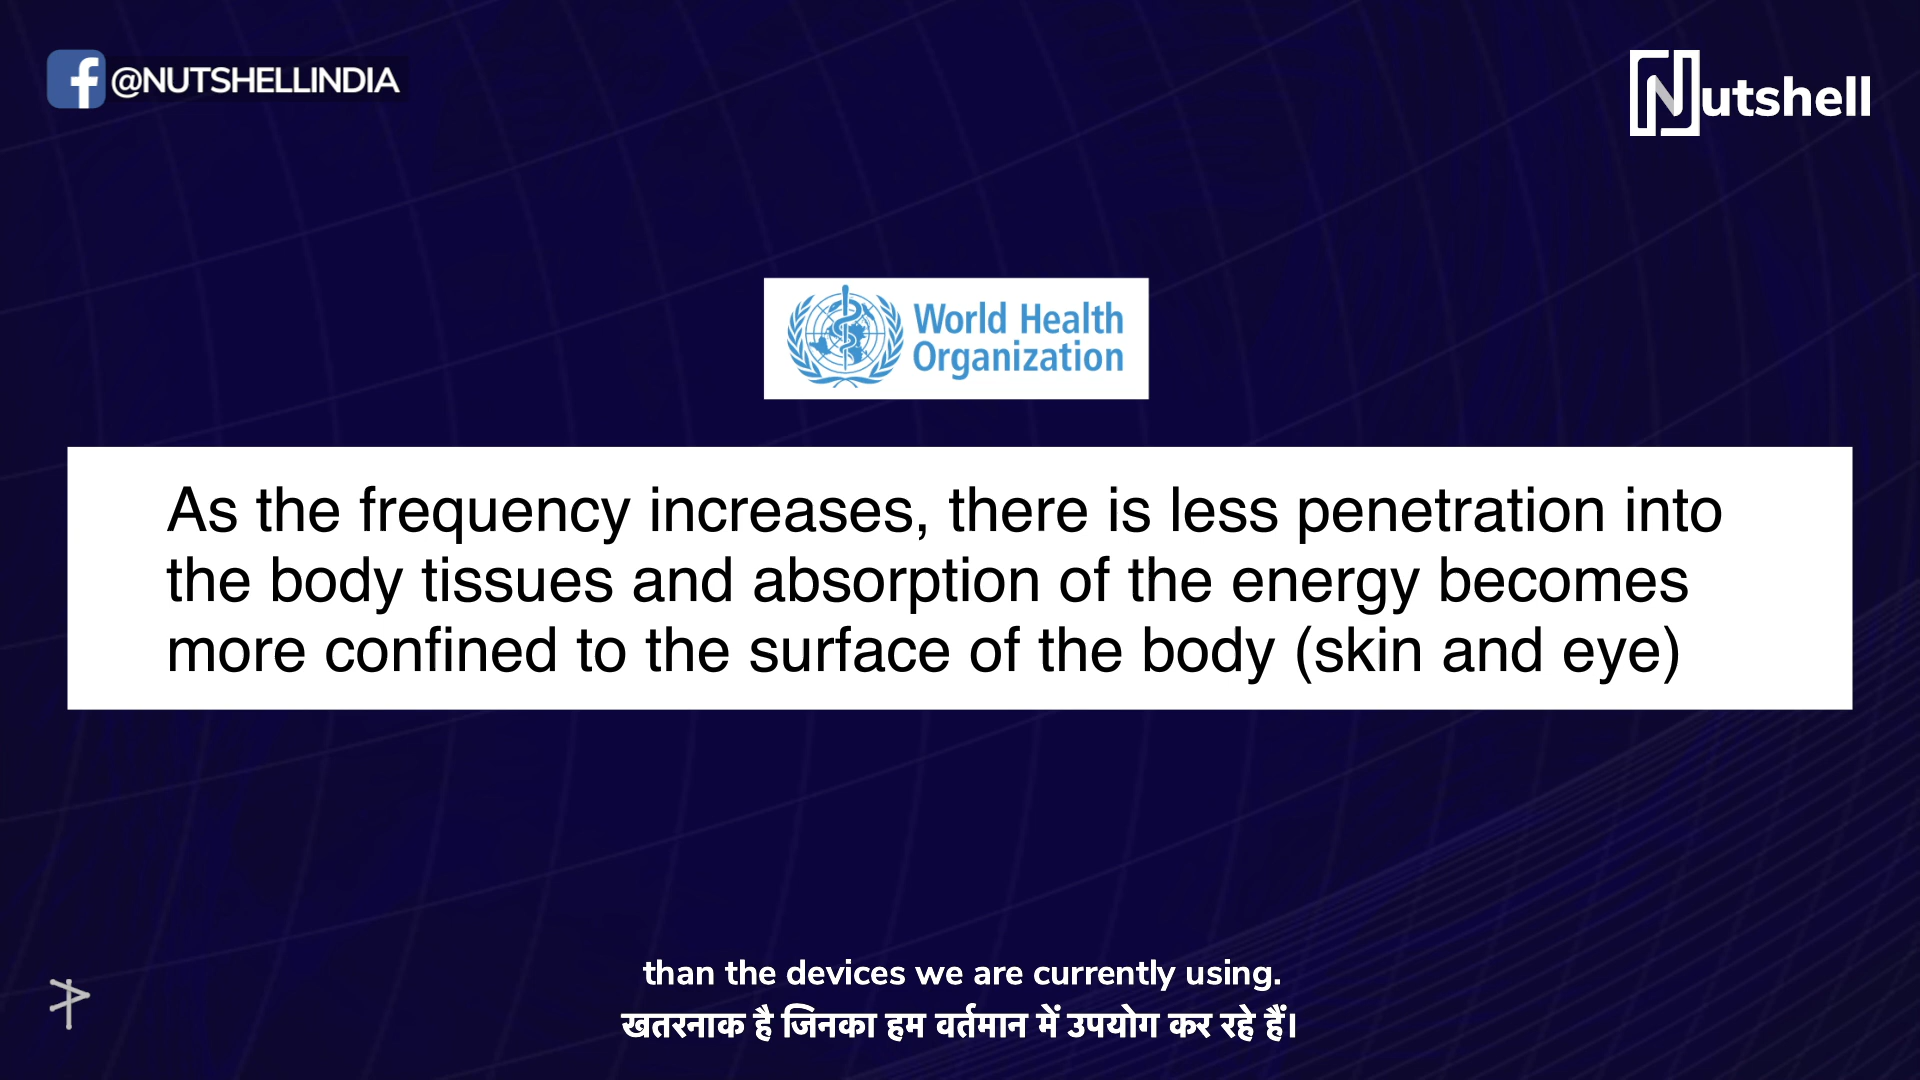 @NUTSHELLINDIA
Nutshell
World Health
Organization
As the frequency increases, there is less penetration into
the body tissues and absorption of the energy becomes
more confined to the surface of the body (skin and eye)
than the devices we are currently using.
खतरनाक है जिनका हम वर्तमान में उपयोग कर रहे हैं।